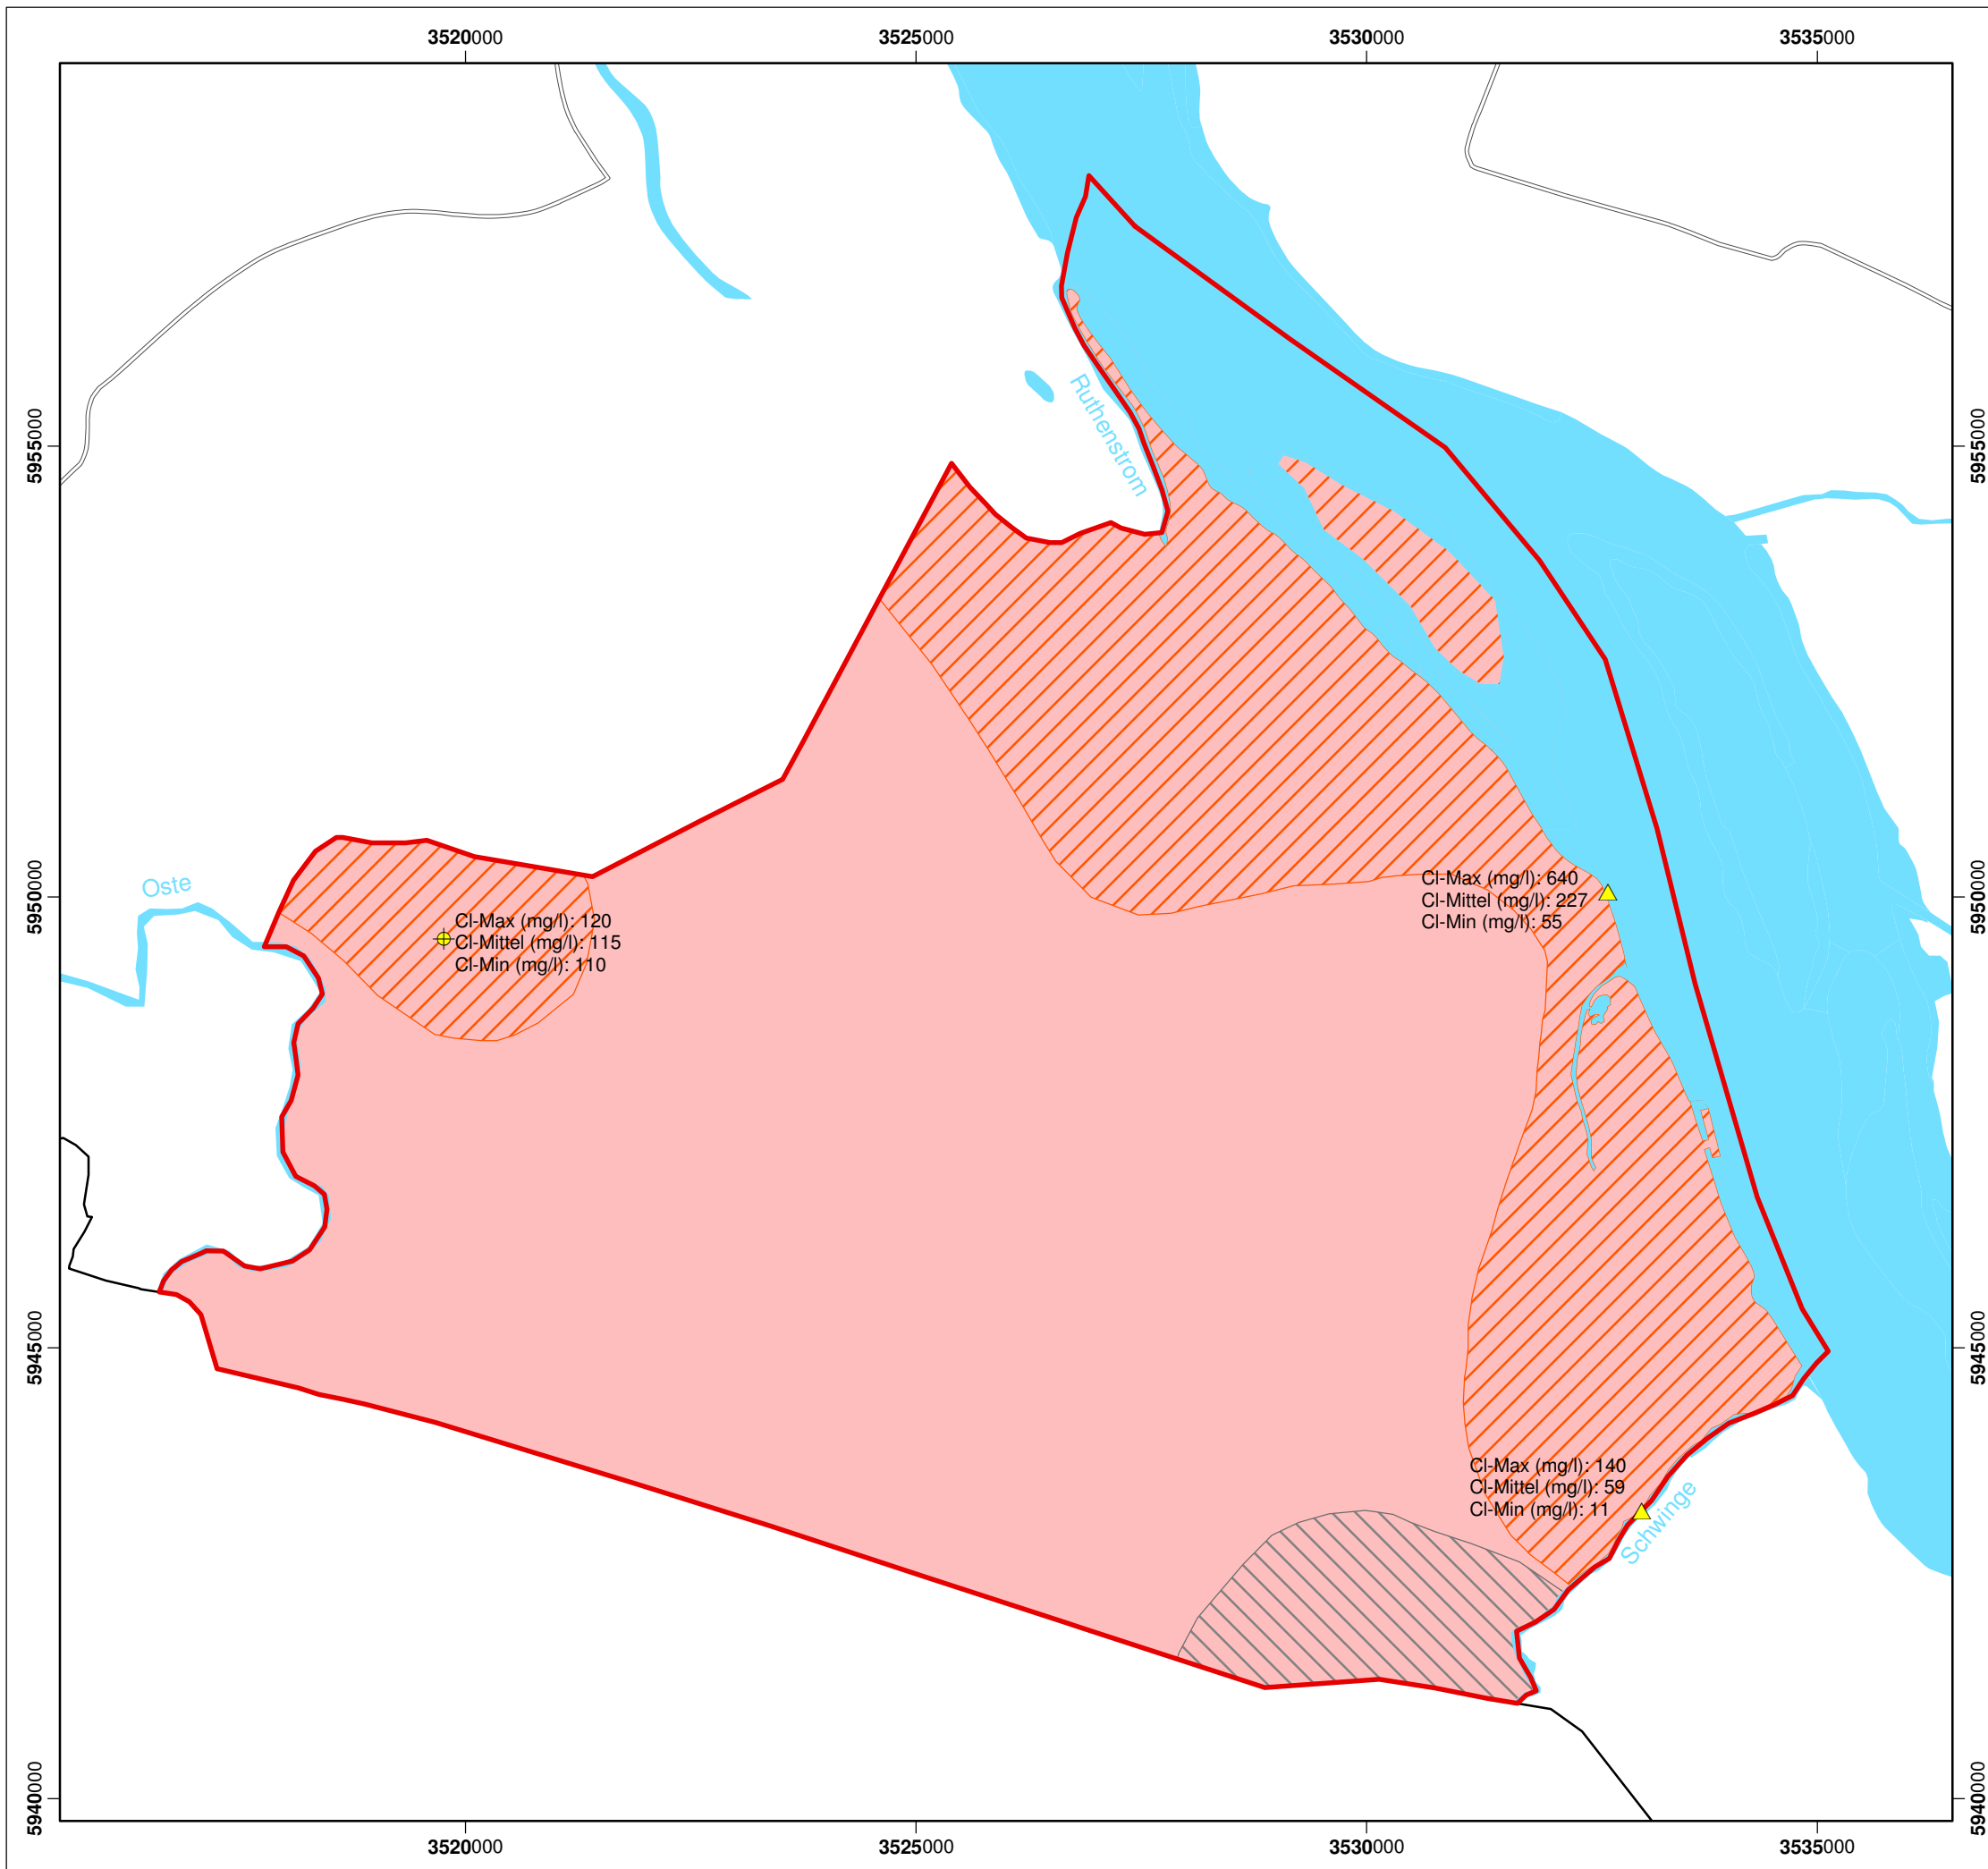 3520000 3525000 3530000 3535000
5955000 5955000
Ruthenstrom
Oste
5950000 5950000
Cl-Max (mg/l): 640
Cl-Mittel (mg/l): 227
Cl-Min (mg/l): 55
Cl-Max (mg/l): 120
Cl-Mittel (mg/l): 115
Cl-Min (mg/l): 110
5945000 5945000
Cl-Max (mg/l): 140
Cl-Mittel (mg/l): 59
Cl-Min (mg/l): 11
Schwinge
5940000 5940000
3520000 3525000 3530000 3535000